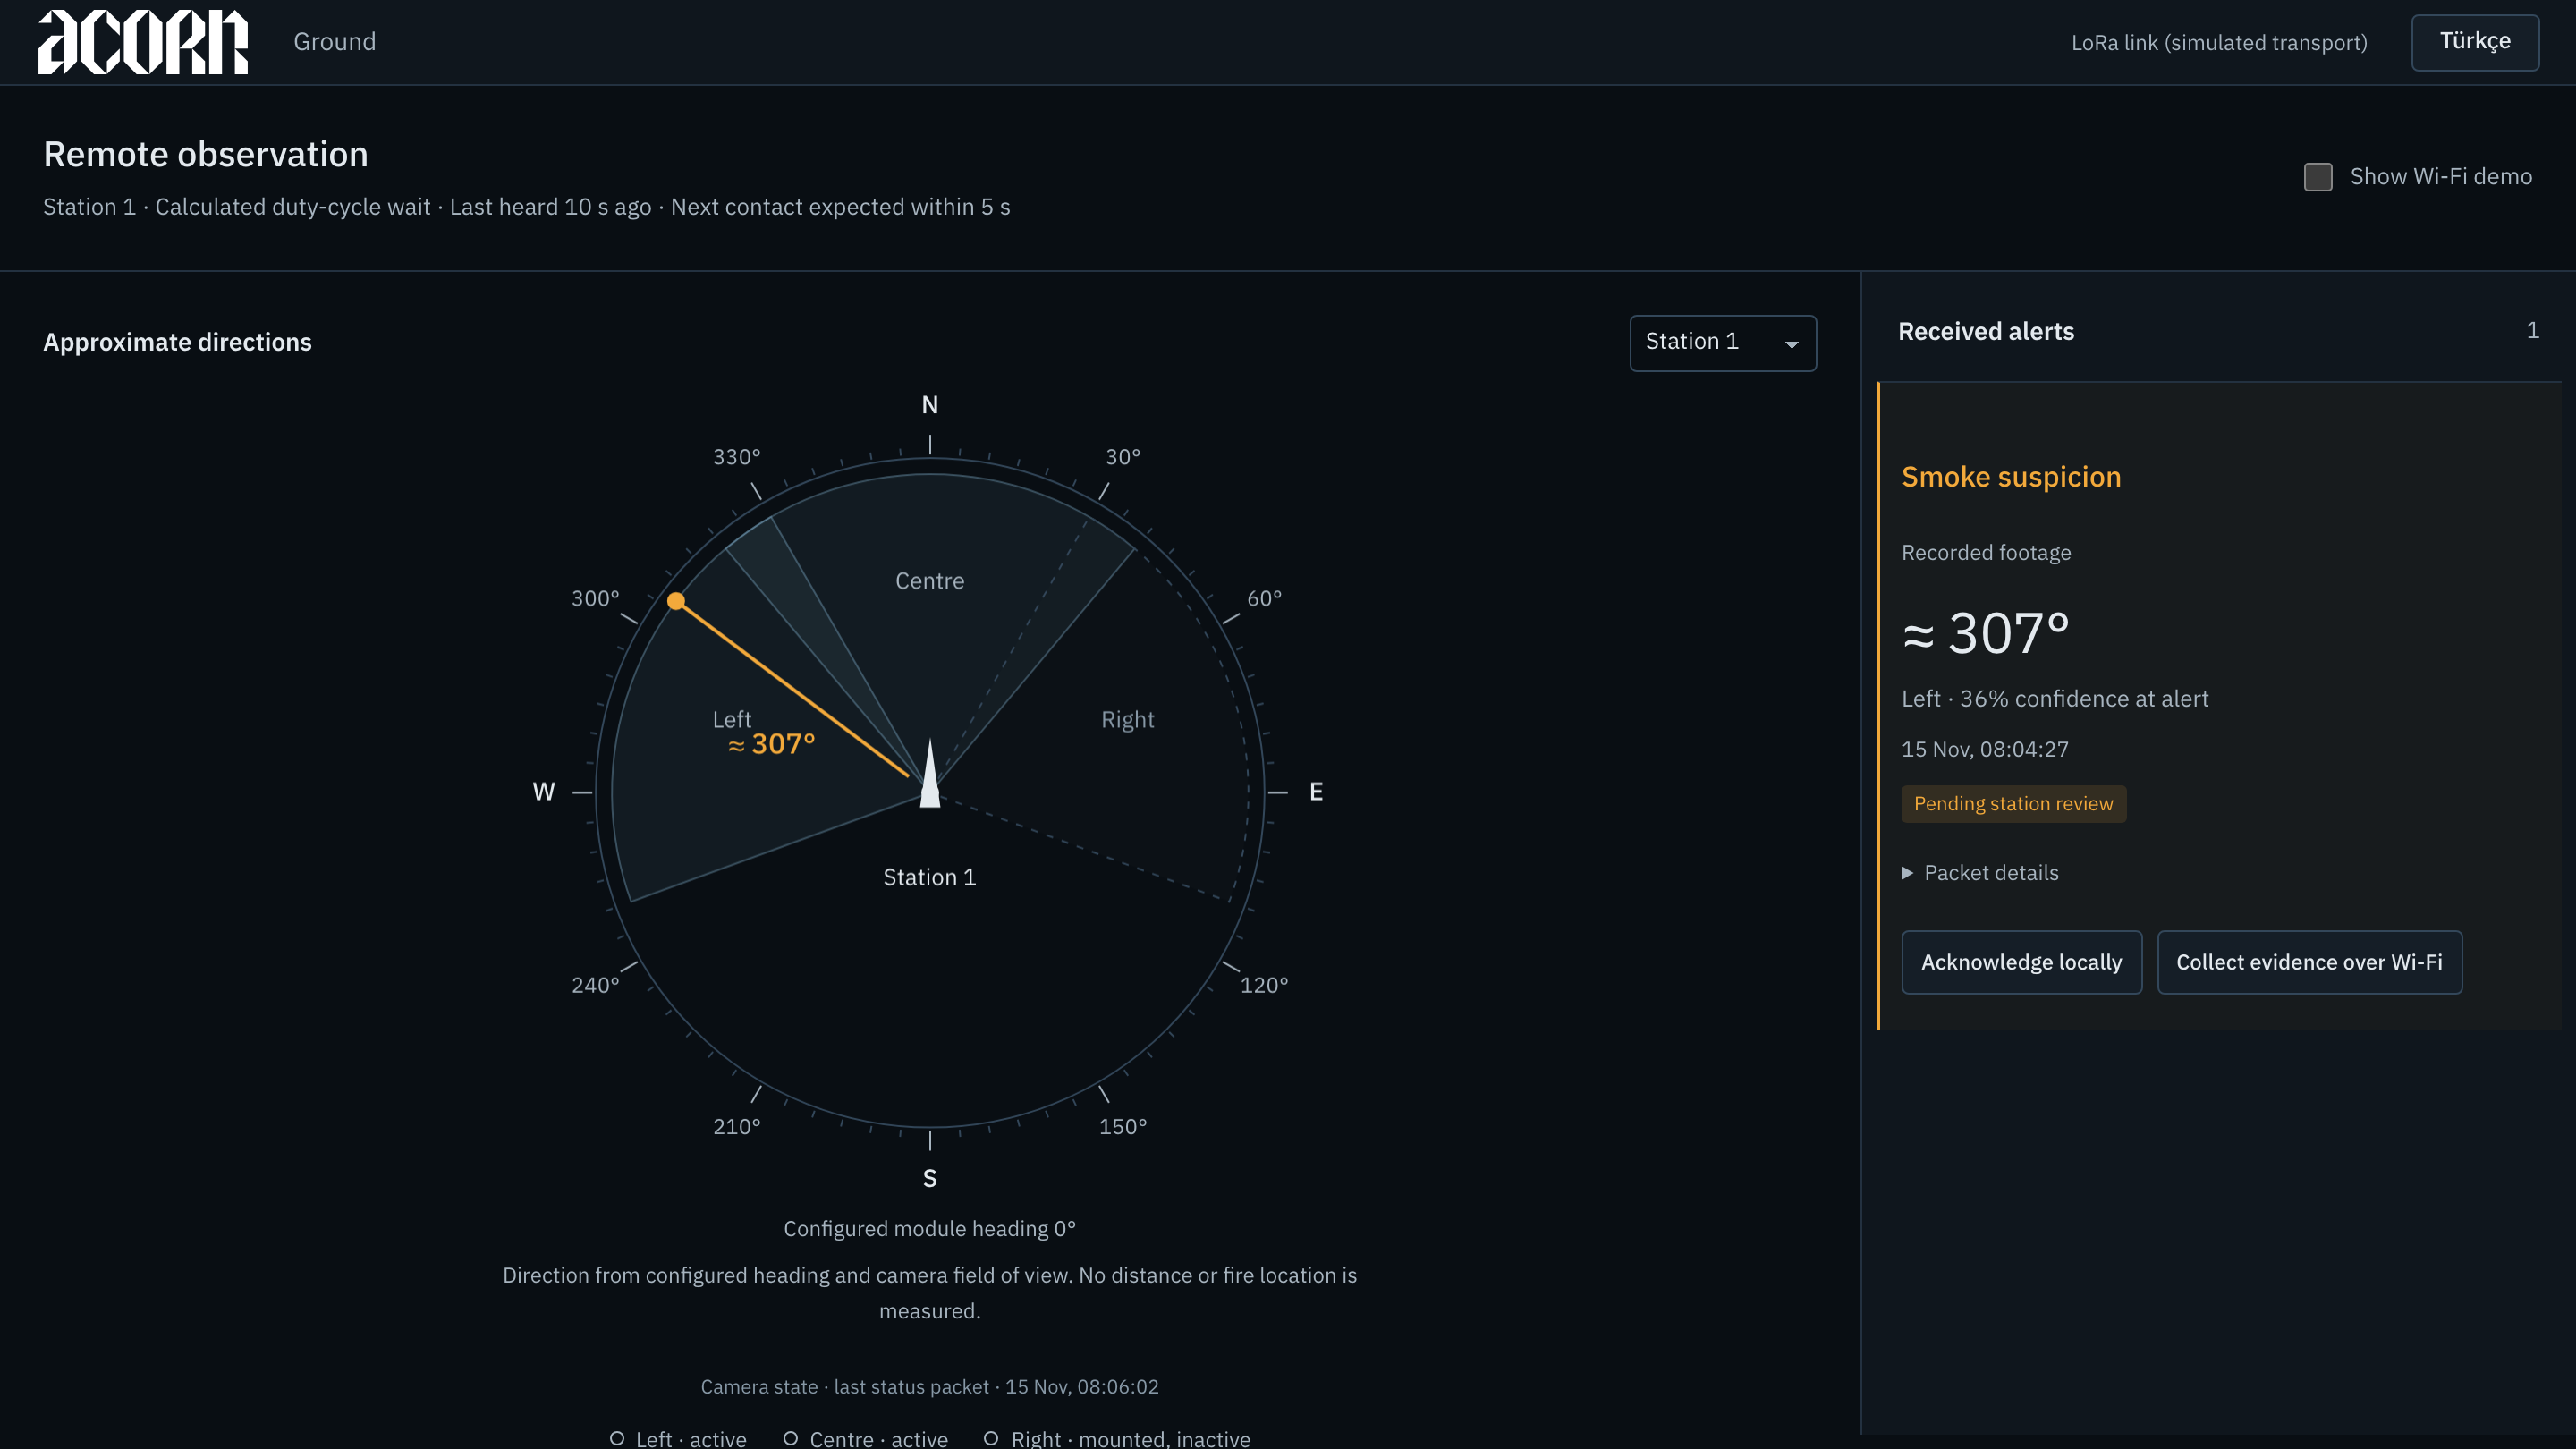 acorn
Ground
LoRa link (simulated transport)
Türkçe
Remote observation
Station 1 · Calculated duty-cycle wait · Last heard 10 s ago · Next contact expected within 5 s
Show Wi-Fi demo
Approximate directions
Station 1
N
330°
30°
300°
60°
Centre
Left
≈ 307°
Right
W
E
Station 1
240°
120°
210°
150°
S
Configured module heading 0°
Direction from configured heading and camera field of view. No distance or fire location is
measured.
Camera state · last status packet · 15 Nov, 08:06:02
Left · active
Centre · active
Right · mounted, inactive
Received alerts
1
Smoke suspicion
Recorded footage
≈ 307°
Left · 36% confidence at alert
15 Nov, 08:04:27
Pending station review
Packet details
Acknowledge locally
Collect evidence over Wi-Fi